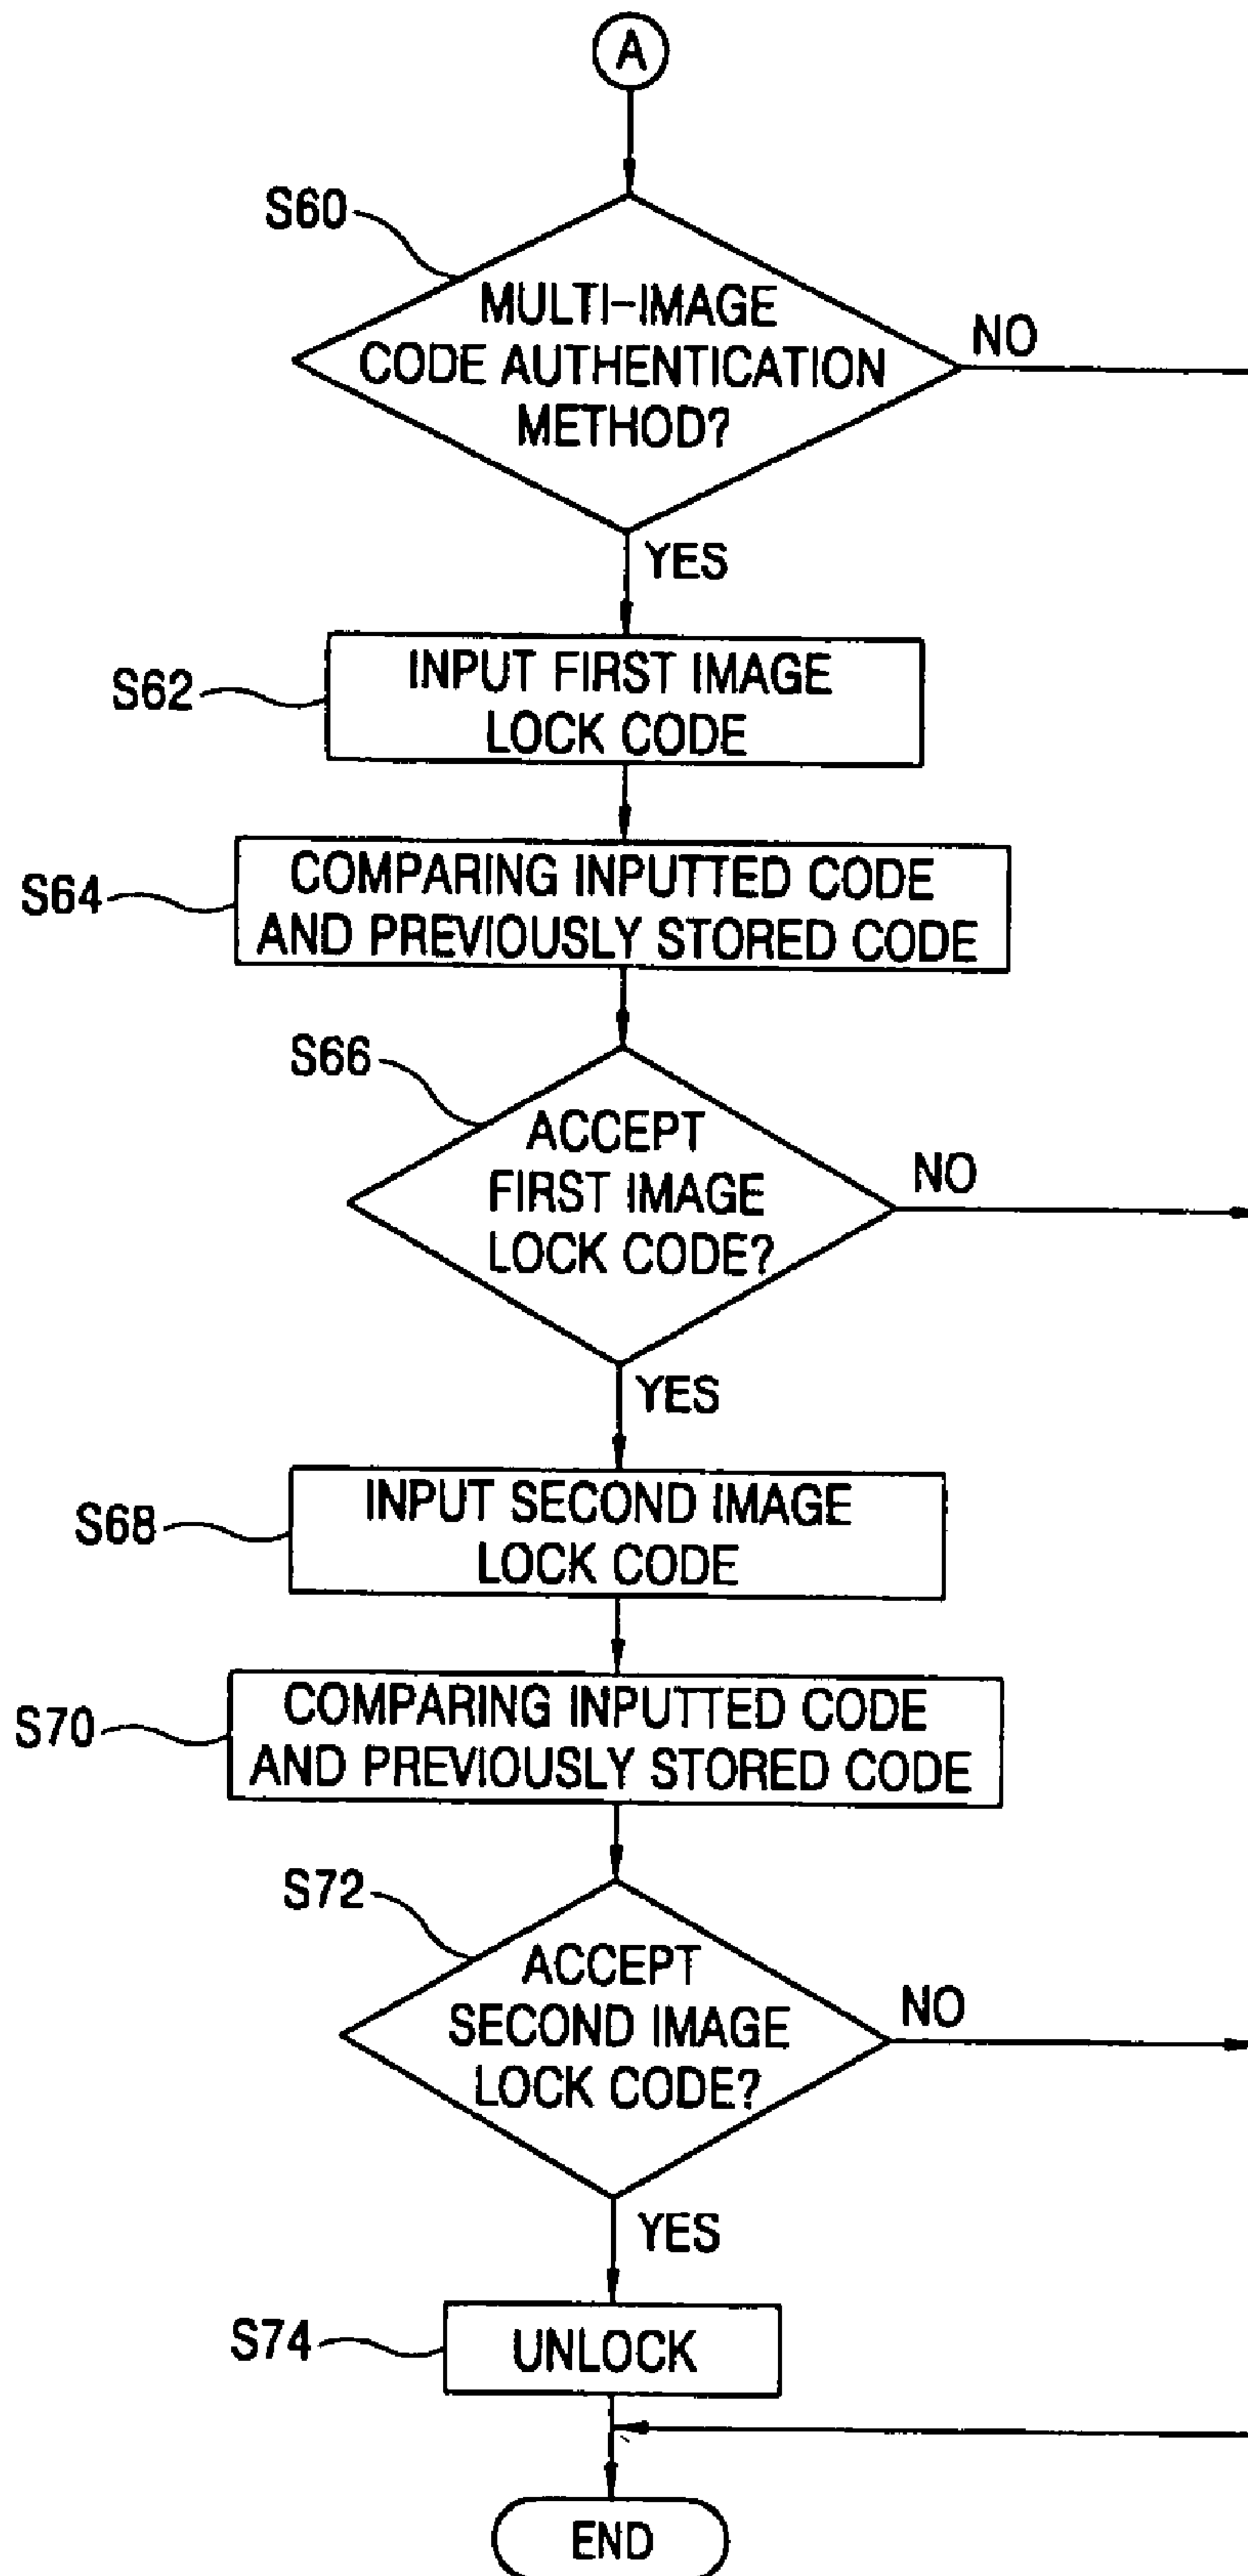 A
S60
MULTI-IMAGE
CODE AUTHENTICATION
METHOD?
NO
YES
S62
INPUT FIRST IMAGE
LOCK CODE
S64
COMPARING INPUTTED CODE
AND PREVIOUSLY STORED CODE
S66
ACCEPT
FIRST IMAGE
LOCK CODE?
NO
YES
S68
INPUT SECOND IMAGE
LOCK CODE
S70
COMPARING INPUTTED CODE
AND PREVIOUSLY STORED CODE
S72
ACCEPT
SECOND IMAGE
LOCK CODE?
NO
YES
S74
UNLOCK
END